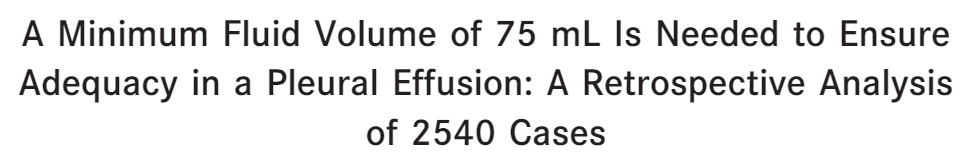 A Minimum Fluid Volume of 75 mL Is Needed to Ensure
Adequacy in a Pleural Effusion: A Retrospective Analysis
of 2540 Cases